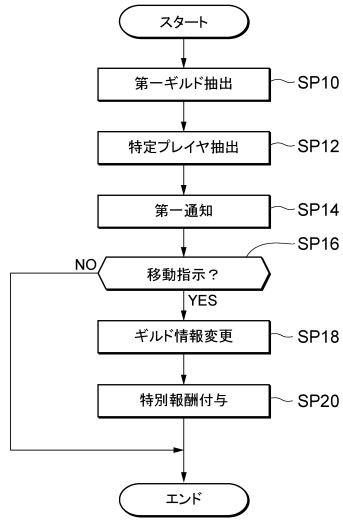 スタート
第一ギルド抽出 SP10
特定プレイヤ抽出 SP12
第一通知 SP14
SP16
NO 移動指示？
YES
ギルド情報変更 SP18
特別報酬付与 SP20
エンド